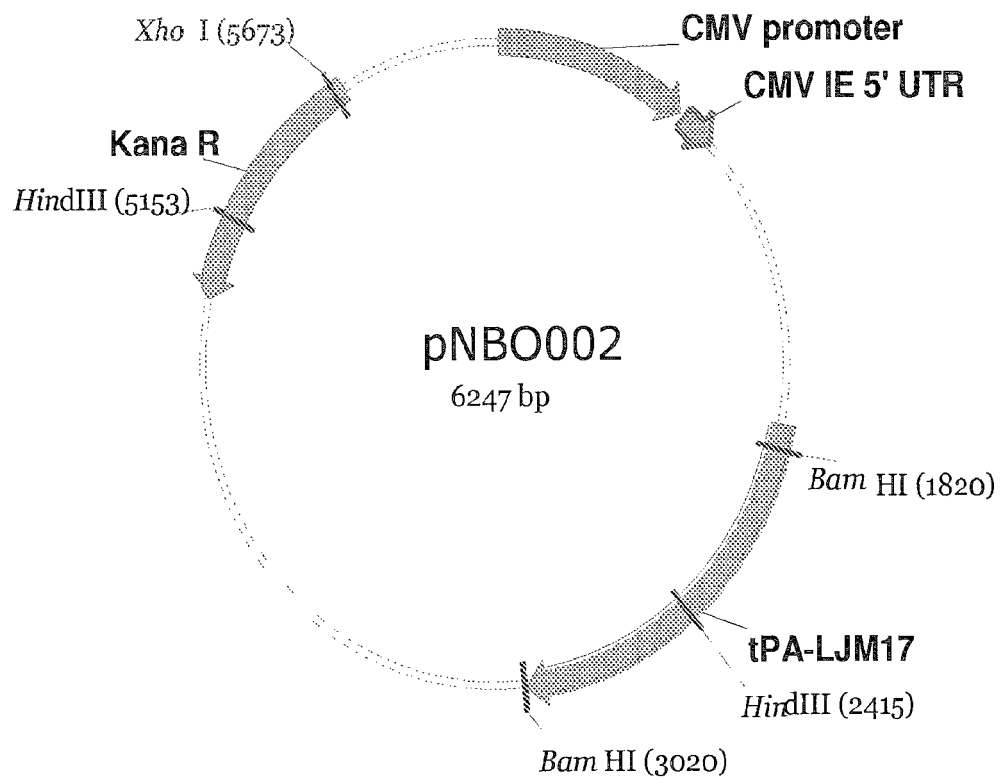 Xho I (5673)
CMV promoter
CMV IE 5' UTR
Kana R
HindIII (5153)
pNBO002
6247 bp
Bam HI (1820)
tPA-LJM17
HindIII (2415)
Bam HI (3020)